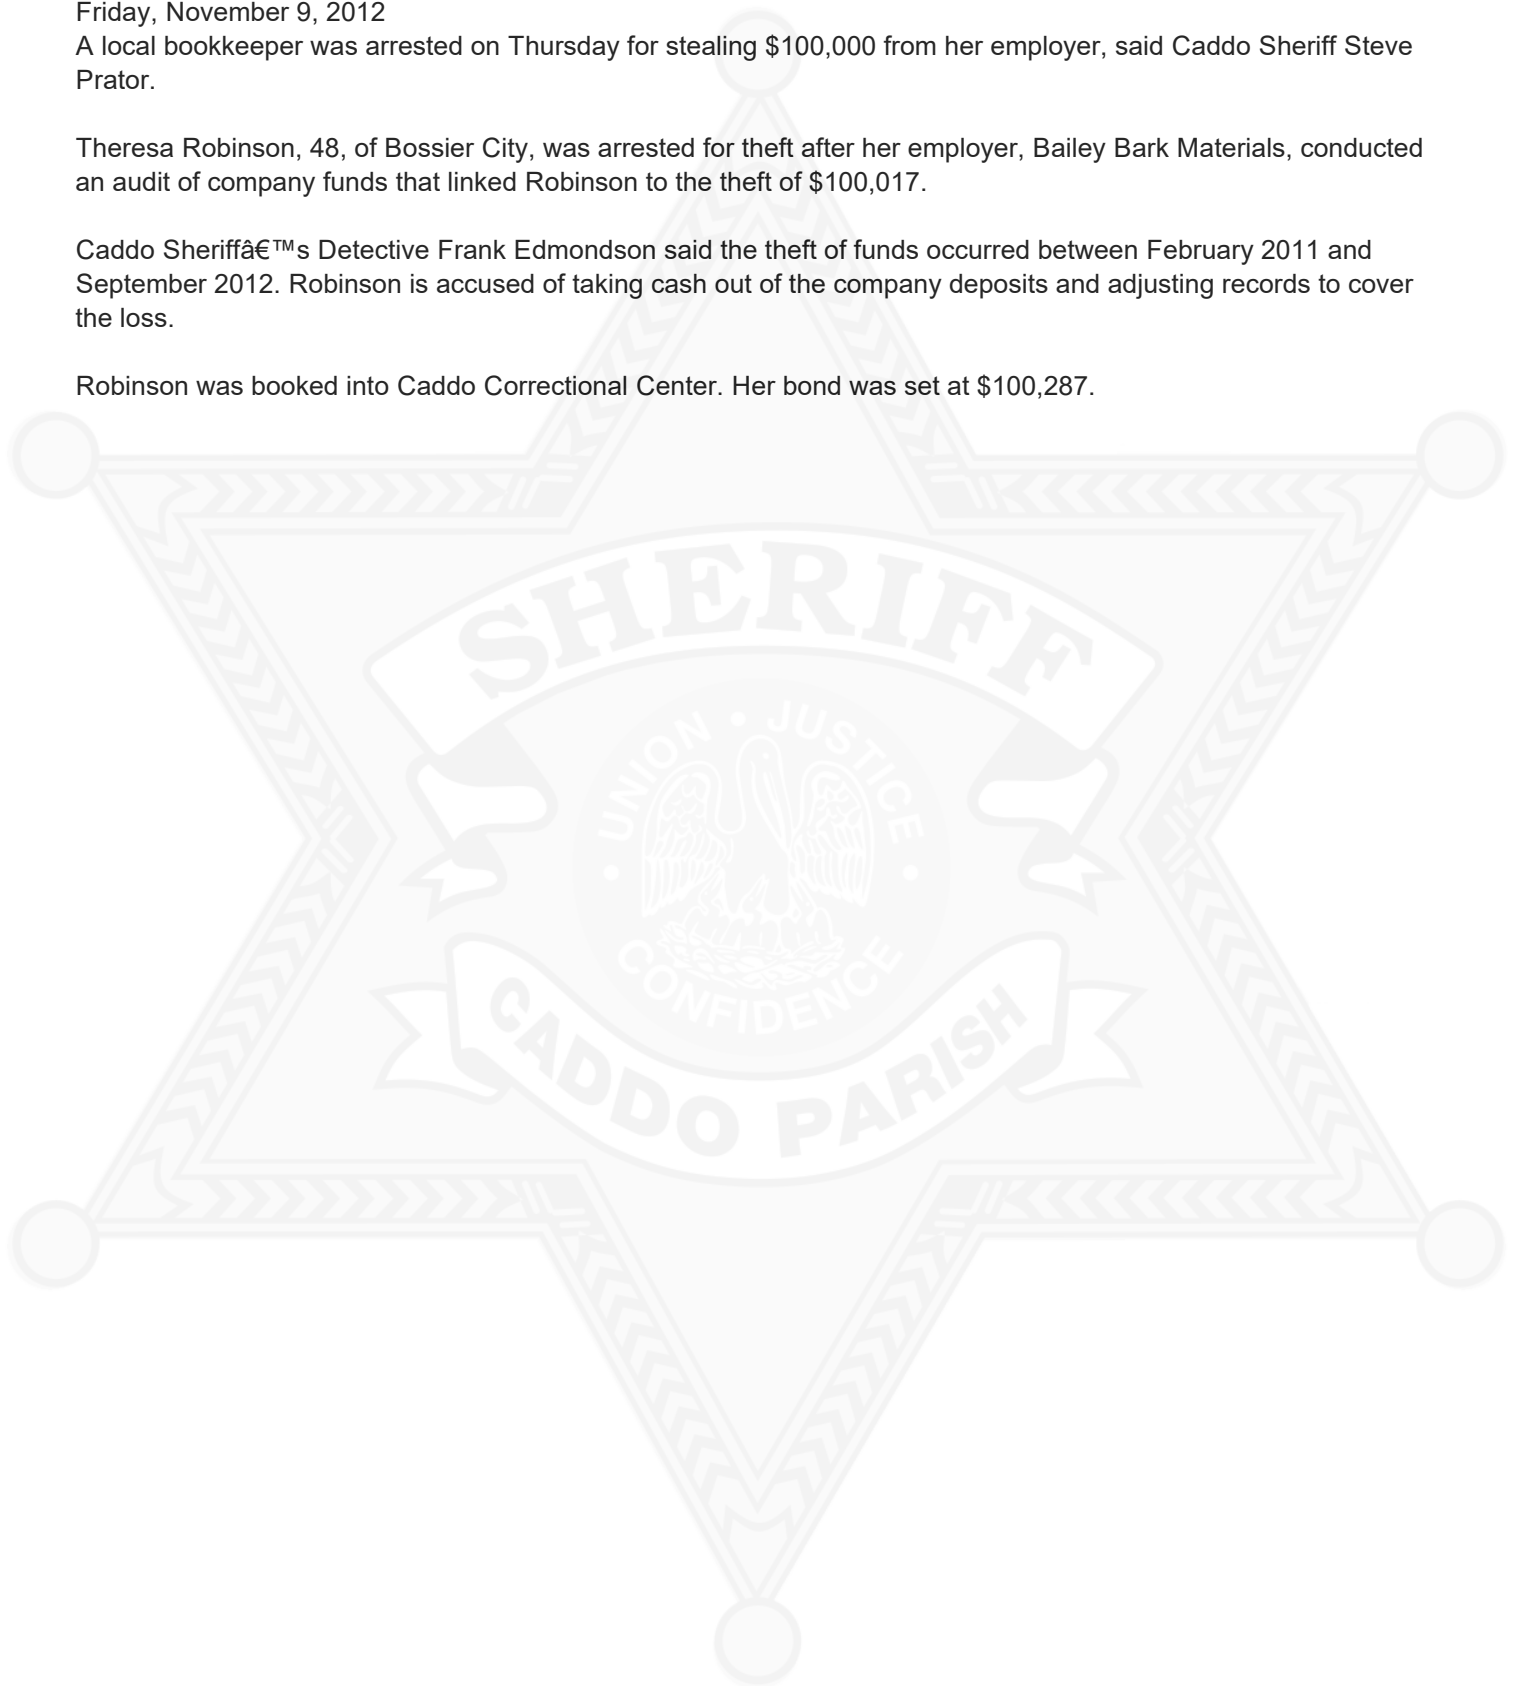 Friday, November 9, 2012
A local bookkeeper was arrested on Thursday for stealing $100,000 from her employer, said Caddo Sheriff Steve
Prator.
Theresa Robinson, 48, of Bossier City, was arrested for theft after her employer, Bailey Bark Materials, conducted
an audit of company funds that linked Robinson to the theft of $100,017.
Caddo Sheriffâ€™s Detective Frank Edmondson said the theft of funds occurred between February 2011 and
September 2012. Robinson is accused of taking cash out of the company deposits and adjusting records to cover
the loss.
Robinson was booked into Caddo Correctional Center. Her bond was set at $100,287.
SHERIFF
UNION • JUSTICE
• CONFIDENCE •
CADDO PARISH